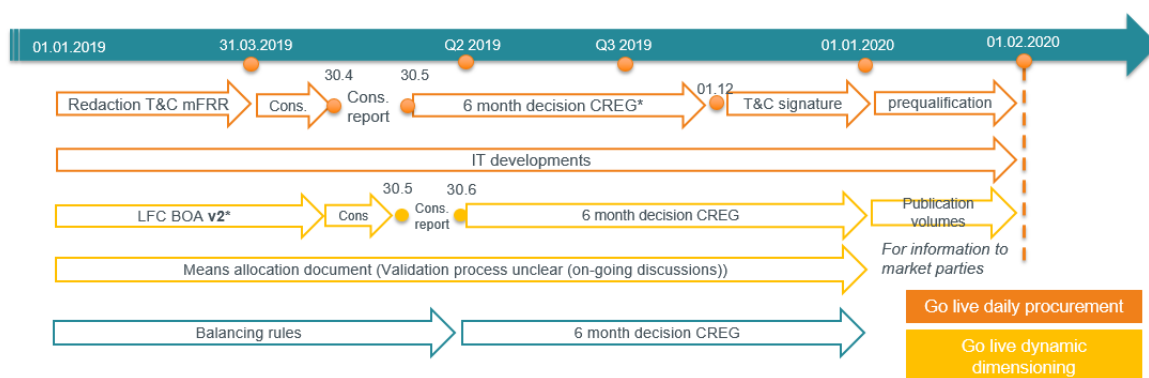 01.01.2019
31.03.2019
Q2 2019
Q3 2019
01.01.2020
01.02.2020
Redaction T&C mFRR
Cons.
30.4
Cons.
report
30.5
6 month decision CREG*
01.12
T&C signature
prequalification
IT developments
LFC BOA v2*
Cons
30.5
Cons.
report
30.6
6 month decision CREG
Publication
volumes
Means allocation document (Validation process unclear (on-going discussions))
For information to
market parties
Balancing rules
6 month decision CREG
Go live daily procurement
Go live dynamic
dimensioning